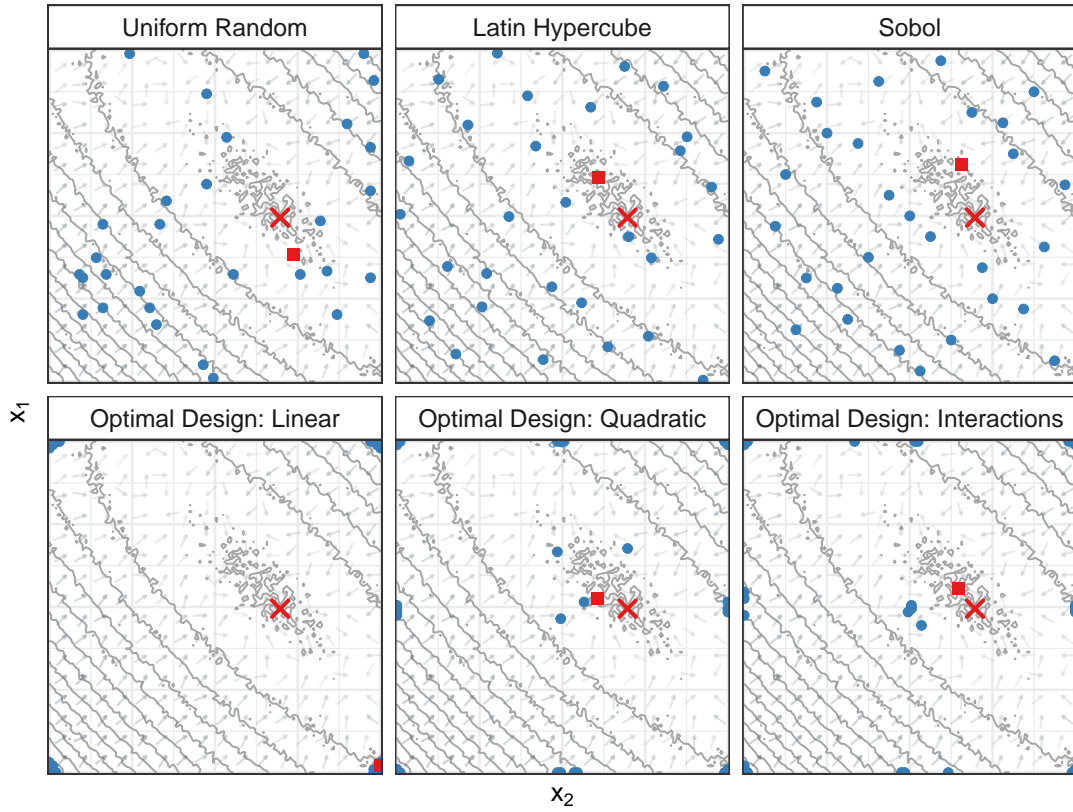 Uniform Random
Latin Hypercube
Sobol
Optimal Design: Linear
Optimal Design: Quadratic
Optimal Design: Interactions
x₁
x₂